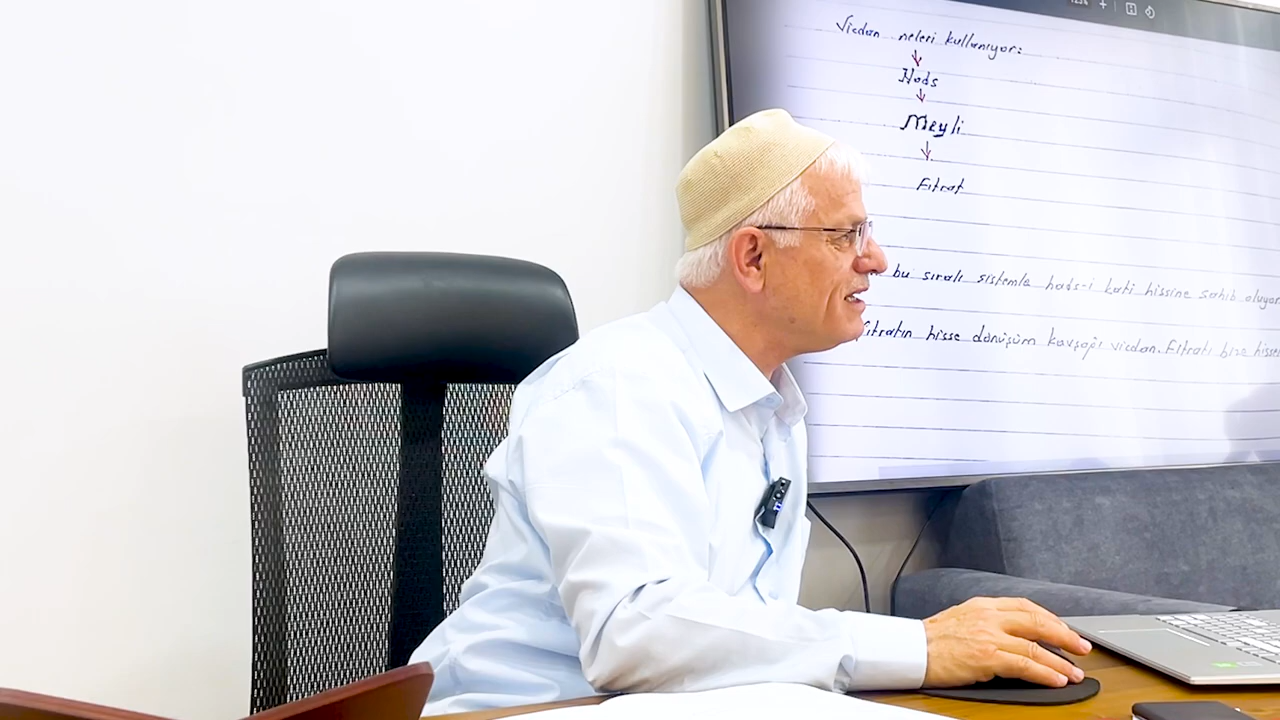 Vicdan neleri kullanıyor:
Hads
Meyli
Fıtrat
bu sıralı sistemle hads-i kati hissine sahib oluyor
fıtratın hisse dönüşüm kavşağı vicdan. Fıtratı bize hisse